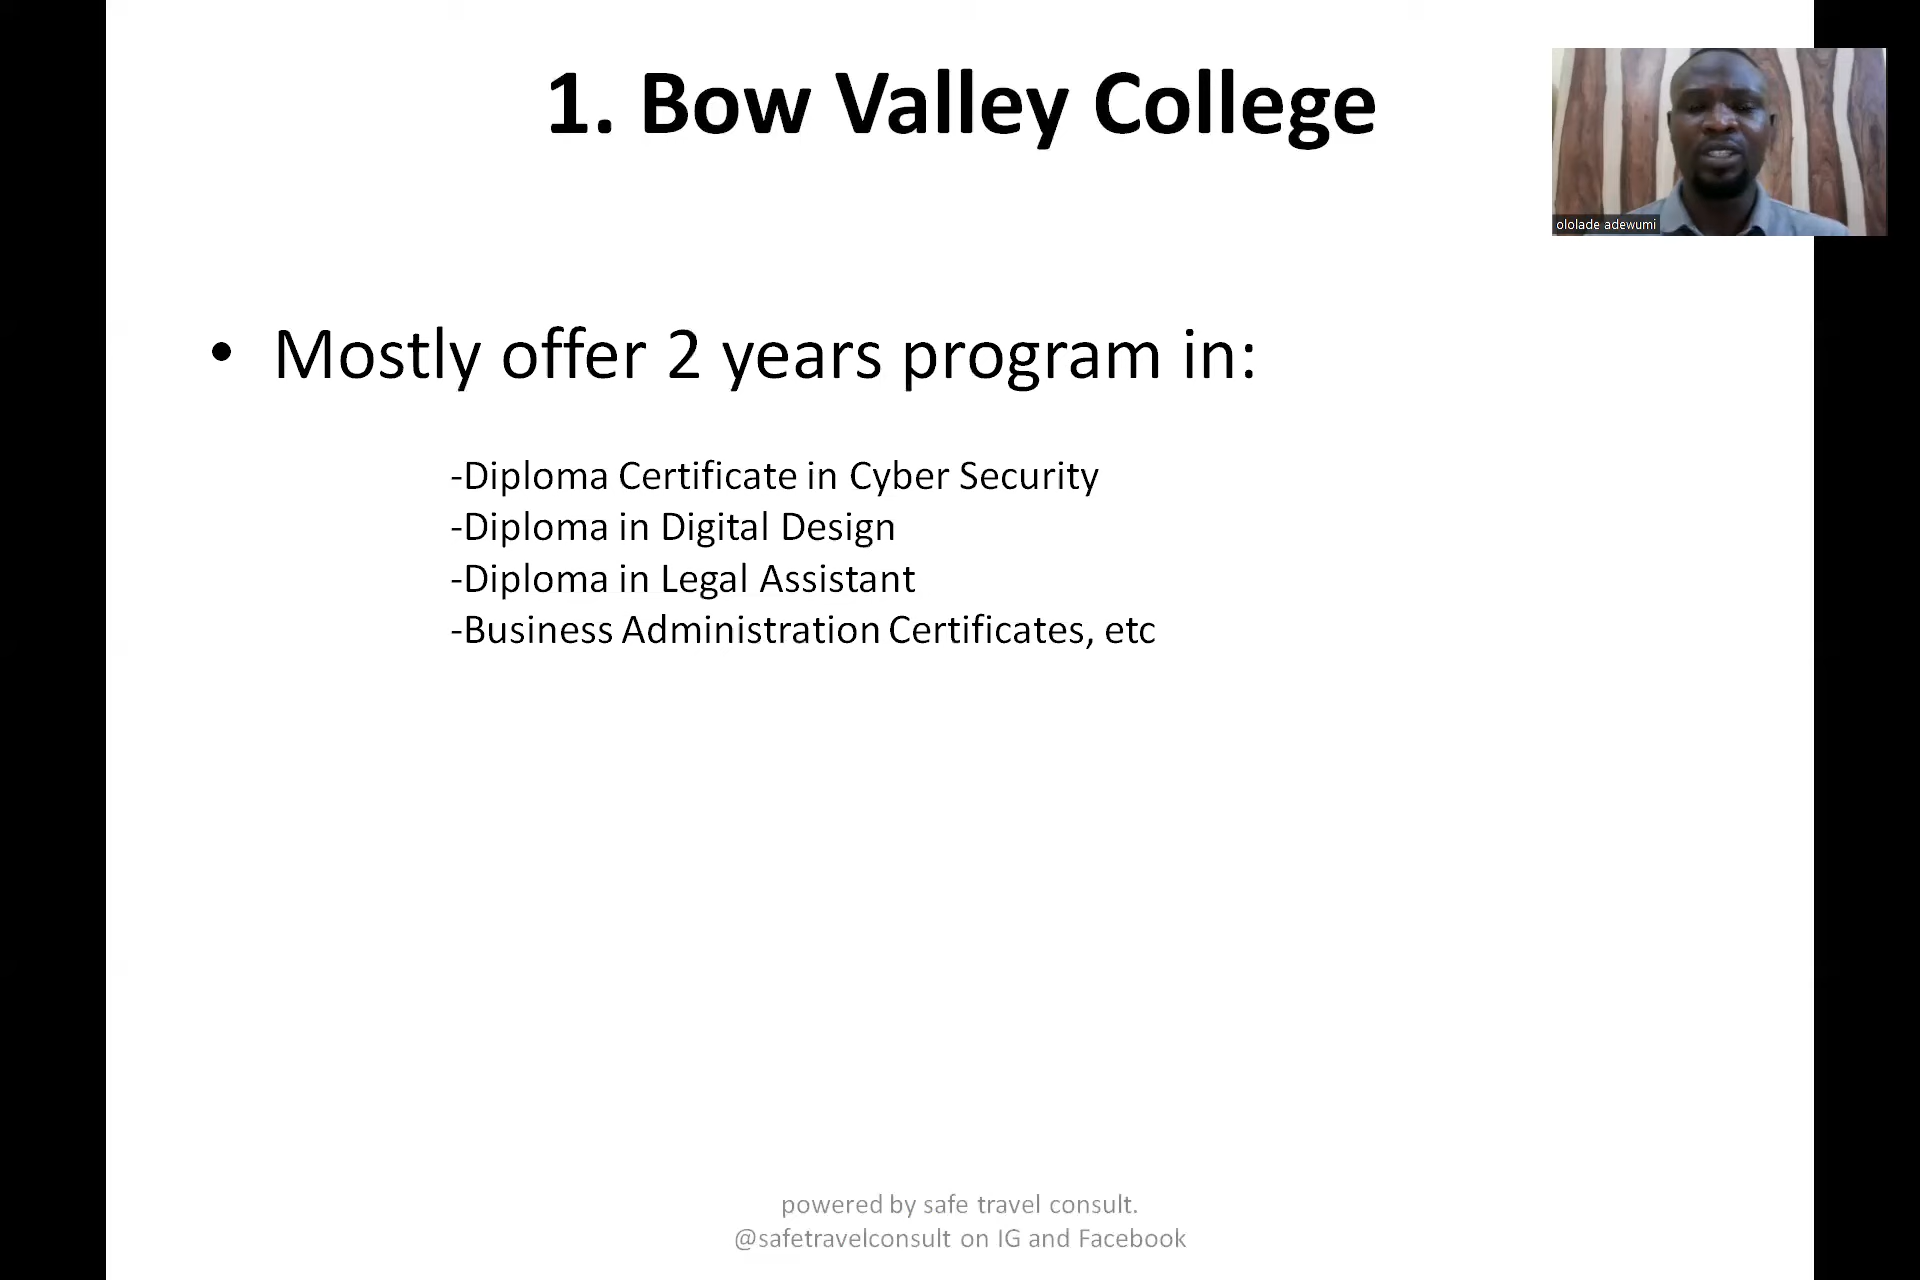 1. Bow Valley College
ololade adewumi
• Mostly offer 2 years program in:
-Diploma Certificate in Cyber Security
-Diploma in Digital Design
-Diploma in Legal Assistant
-Business Administration Certificates, etc
powered by safe travel consult.
@safetravelconsult on IG and Facebook